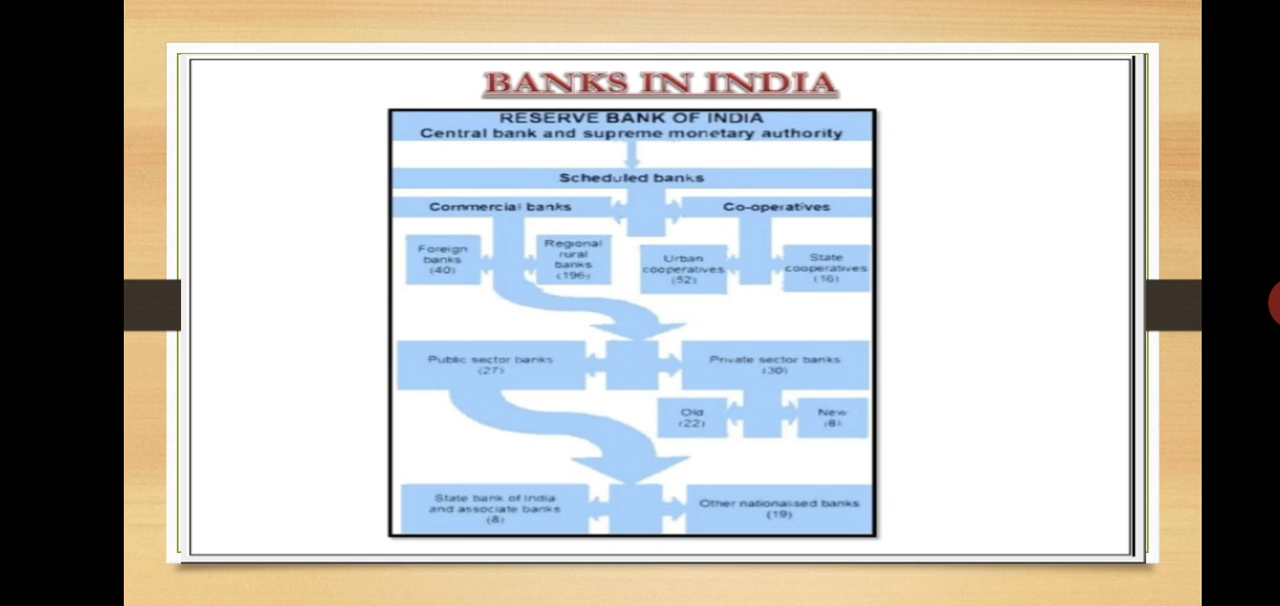 BANKS IN INDIA
RESERVE BANK OF INDIA
Central bank and supreme monetary authority
Scheduled banks
Commercial banks
Co-operatives
Foreign
banks
(40)
Regional
rural
banks
(196)
Urban
cooperatives
(52)
State
cooperatives
(16)
Public sector banks
(27)
Private sector banks
(30)
Old
(22)
New
(8)
State bank of India
and associate banks
(8)
Other nationalised banks
(19)